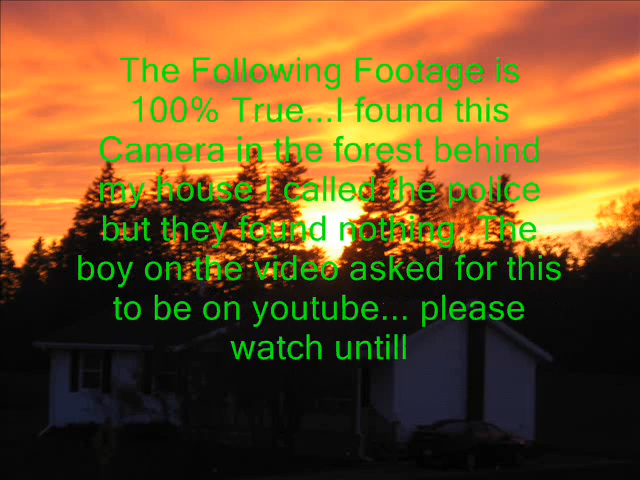 The Following Footage is
100% True...I found this
Camera in the forest behind
my house I called the police
but they found nothing. The
boy on the video asked for this
to be on youtube... please
watch untill